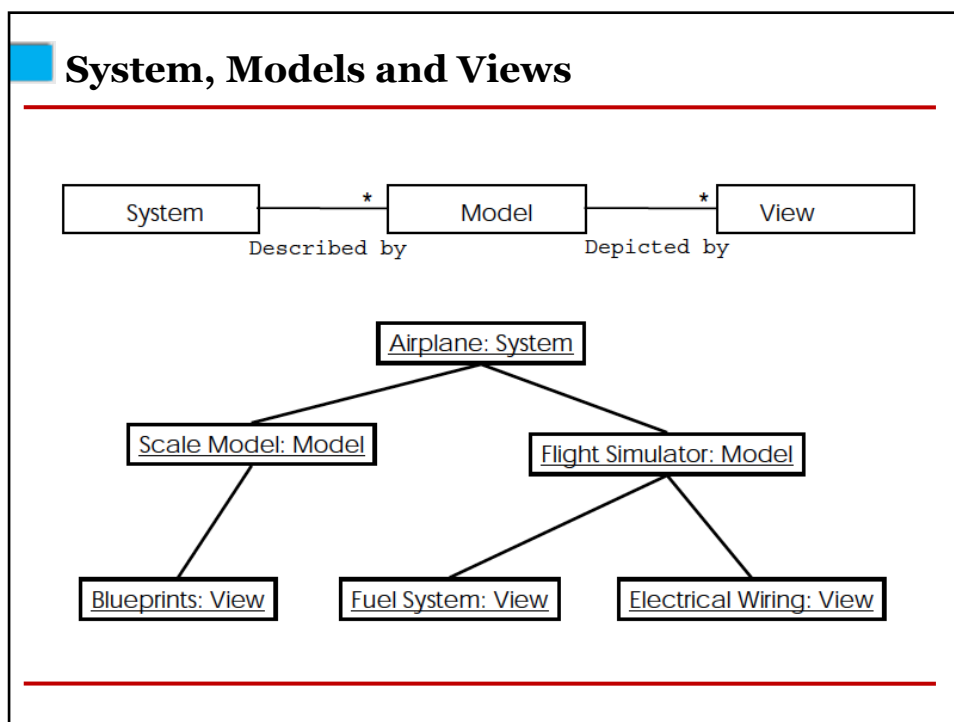 System, Models and Views
System
*
Model
*
View
Described by
Depicted by
Airplane: System
Scale Model: Model
Flight Simulator: Model
Blueprints: View
Fuel System: View
Electrical Wiring: View